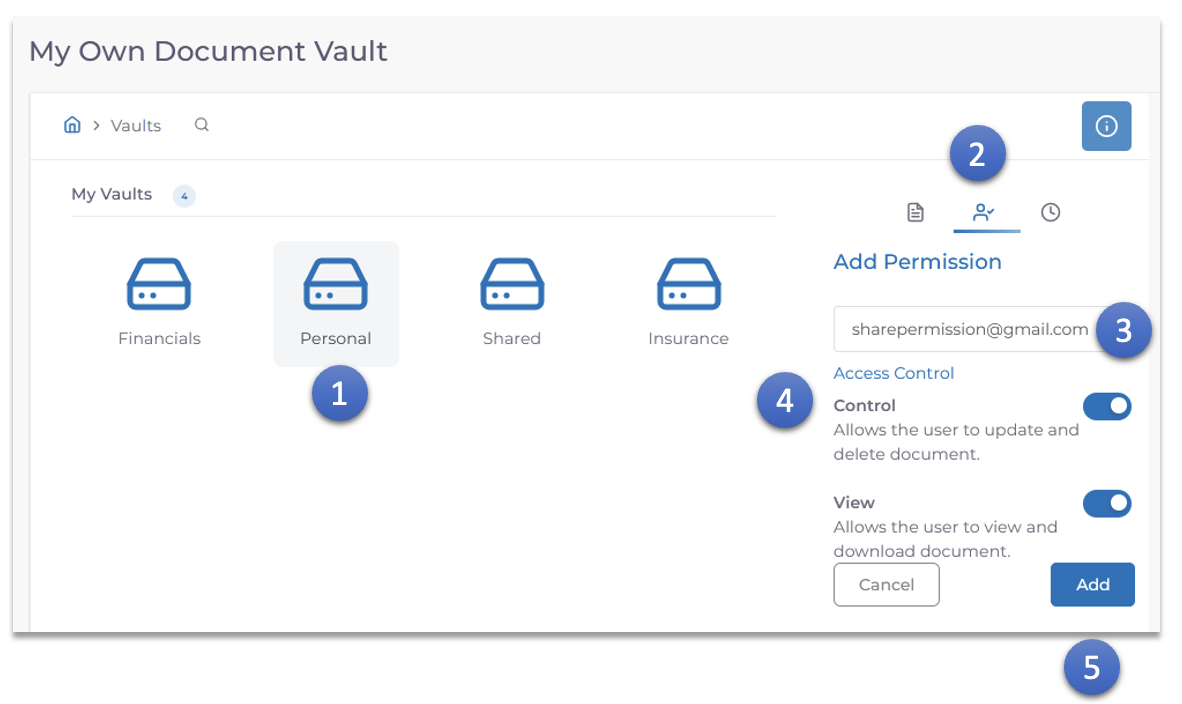 My Own Document Vault
Vaults
2
My Vaults 4
Add Permission
sharepermission@gmail.com 3
Financials Personal Shared Insurance
1
Access Control
4
Control
Allows the user to update and
delete document.
View
Allows the user to view and
download document.
Cancel Add
5